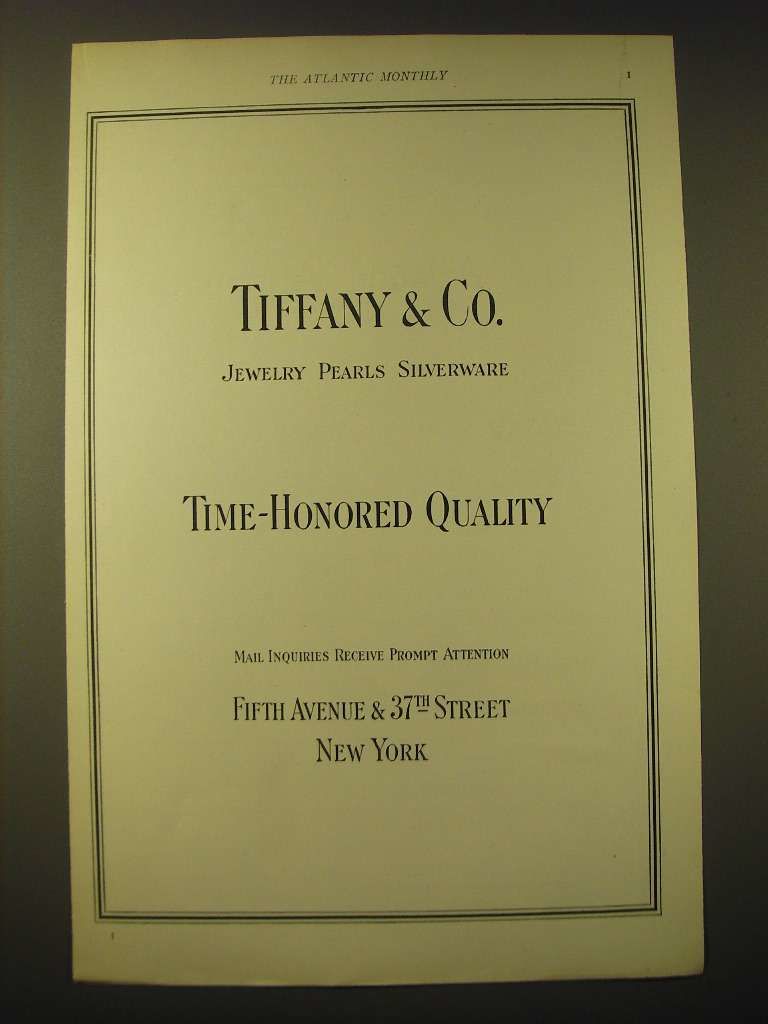 THE ATLANTIC MONTHLY 1
TIFFANY & CO.
JEWELRY PEARLS SILVERWARE
TIME-HONORED QUALITY
MAIL INQUIRIES RECEIVE PROMPT ATTENTION
FIFTH AVENUE & 37TH STREET
NEW YORK